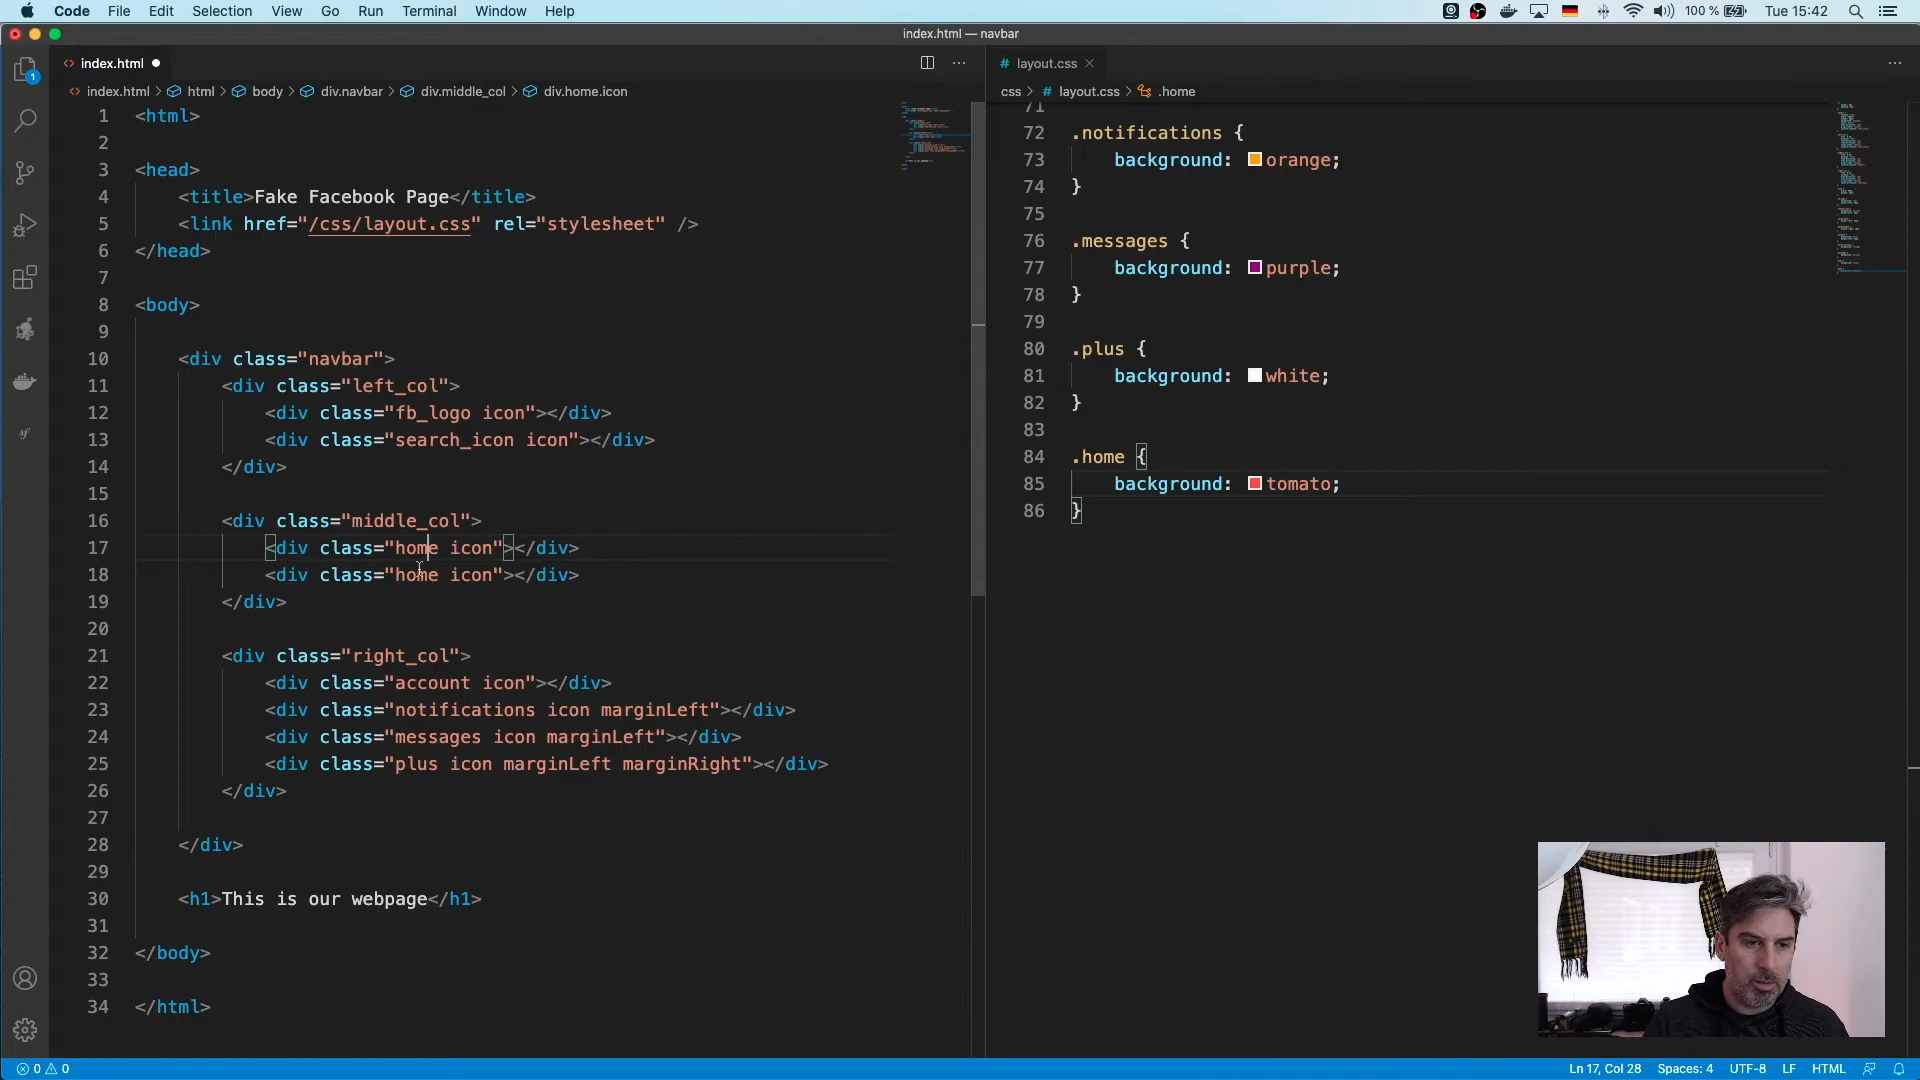 Code File Edit Selection View Go Run Terminal Window Help
100 % Tue 15:42
index.html — navbar
index.html
layout.css
index.html > html > body > div.navbar > div.middle_col > div.home.icon
css > layout.css > .home
1 <html>
2
3 <head>
4 <title>Fake Facebook Page</title>
5 <link href="/css/layout.css" rel="stylesheet" />
6 </head>
7
8 <body>
9
10 <div class="navbar">
11 <div class="left_col">
12 <div class="fb_logo icon"></div>
13 <div class="search_icon icon"></div>
14 </div>
15
16 <div class="middle_col">
17 <div class="home icon"></div>
18 <div class="home icon"></div>
19 </div>
20
21 <div class="right_col">
22 <div class="account icon"></div>
23 <div class="notifications icon marginLeft"></div>
24 <div class="messages icon marginLeft"></div>
25 <div class="plus icon marginLeft marginRight"></div>
26 </div>
27
28 </div>
29
30 <h1>This is our webpage</h1>
31
32 </body>
33
34 </html>
71
72 .notifications {
73 background: orange;
74 }
75
76 .messages {
77 background: purple;
78 }
79
80 .plus {
81 background: white;
82 }
83
84 .home {
85 background: tomato;
86 }
1
0 0
Ln 17, Col 28 Spaces: 4 UTF-8 LF HTML